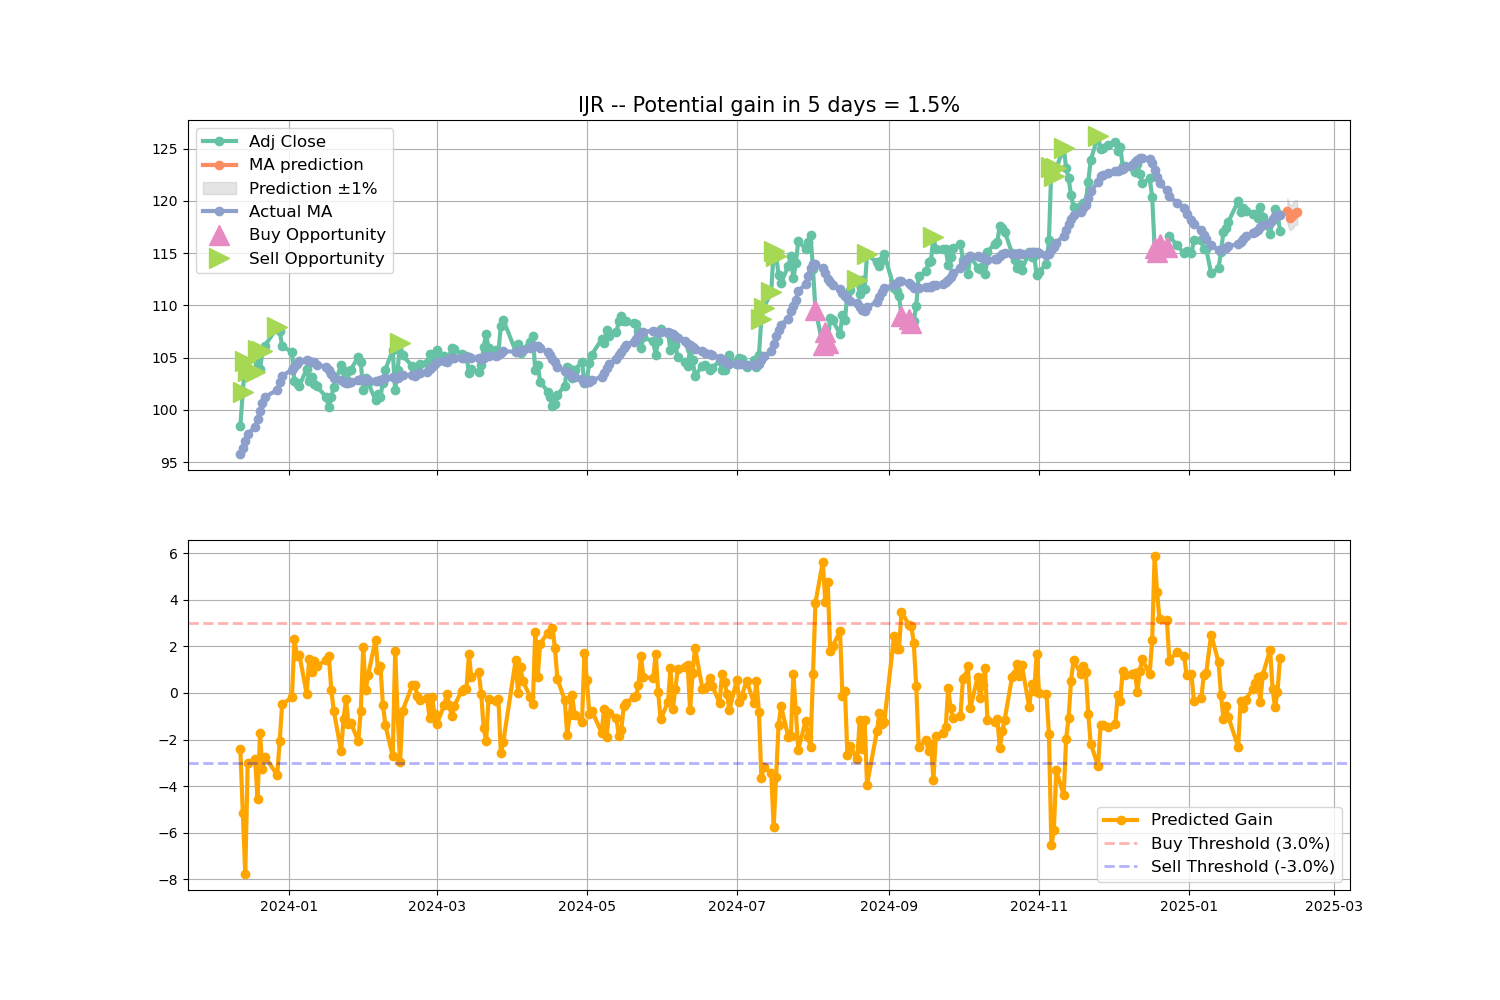 IJR -- Potential gain in 5 days = 1.5%
Adj Close
MA prediction
Prediction ±1%
Actual MA
Buy Opportunity
Sell Opportunity
125
120
115
110
105
100
95
6
4
2
0
−2
−4
−6
−8
Predicted Gain
Buy Threshold (3.0%)
Sell Threshold (-3.0%)
2024-01 2024-03 2024-05 2024-07 2024-09 2024-11 2025-01 2025-03